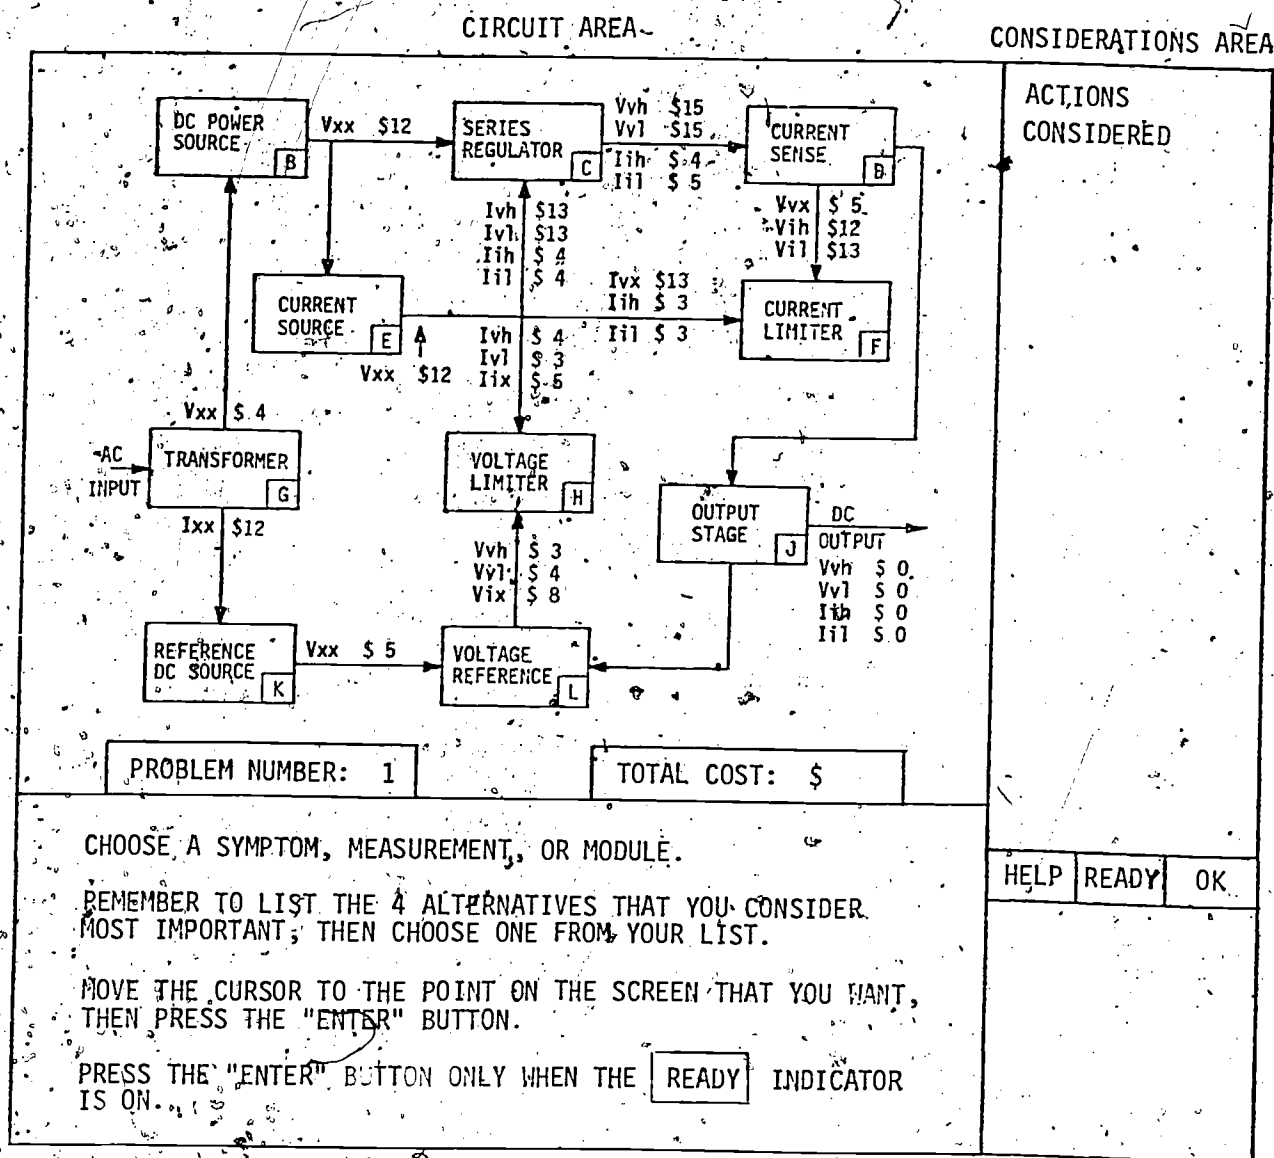 CIRCUIT AREA
CONSIDERATIONS AREA
ACTIONS
CONSIDERED
DC POWER
SOURCE
B
Vxx $12
SERIES
REGULATOR
C
Vvh $15
Vvl $15
Iih $ 4
Iil $ 5
CURRENT
SENSE
D
Ivh $13
Ivl $13
Iih $ 4
Iil $ 4
Vvx $ 5
Vih $12
Vil $13
CURRENT
SOURCE
E
Vxx $12
Ivx $13
Iih $ 3
Iil $ 3
CURRENT
LIMITER
F
Ivh $ 4
Ivl $ 3
Iix $ 5
Vxx $ 4
AC
INPUT
TRANSFORMER
G
VOLTAGE
LIMITER
H
OUTPUT
STAGE
J
DC
OUTPUT
Vvh $ 0
Vvl $ 0
Iih $ 0
Iil $ 0
Ixx $12
Vvh $ 3
Vvl $ 4
Vix $ 8
REFERENCE
DC SOURCE
K
Vxx $ 5
VOLTAGE
REFERENCE
L
PROBLEM NUMBER: 1
TOTAL COST: $
CHOOSE A SYMPTOM, MEASUREMENT, OR MODULE.
REMEMBER TO LIST THE 4 ALTERNATIVES THAT YOU CONSIDER
MOST IMPORTANT, THEN CHOOSE ONE FROM YOUR LIST.
MOVE THE CURSOR TO THE POINT ON THE SCREEN THAT YOU WANT,
THEN PRESS THE "ENTER" BUTTON.
PRESS THE "ENTER" BUTTON ONLY WHEN THE READY INDICATOR
IS ON.
HELP READY OK